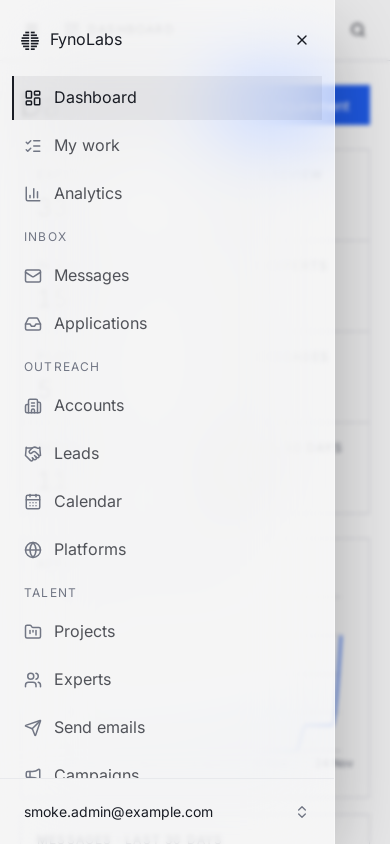 FynoLabs
Dashboard
My work
Analytics
INBOX
Messages
Applications
OUTREACH
Accounts
Leads
Calendar
Platforms
TALENT
Projects
Experts
Send emails
Campaigns
smoke.admin@example.com